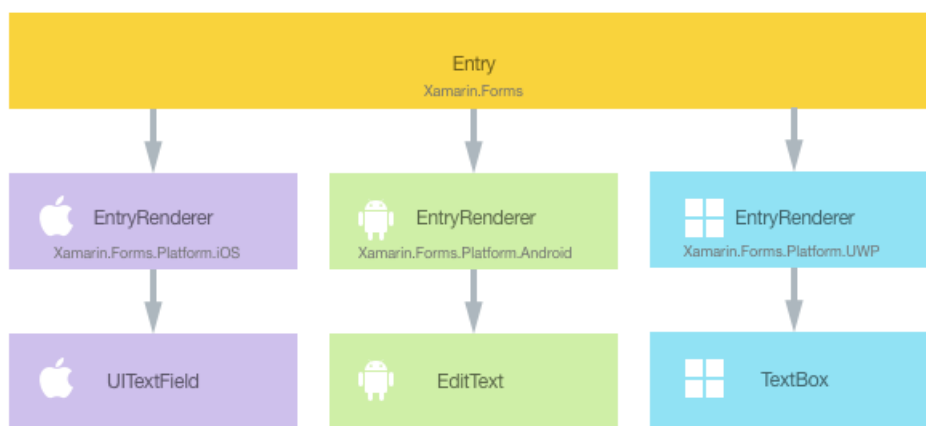 Entry
Xamarin.Forms
EntryRenderer
Xamarin.Forms.Platform.iOS
EntryRenderer
Xamarin.Forms.Platform.Android
EntryRenderer
Xamarin.Forms.Platform.UWP
UITextField
EditText
TextBox